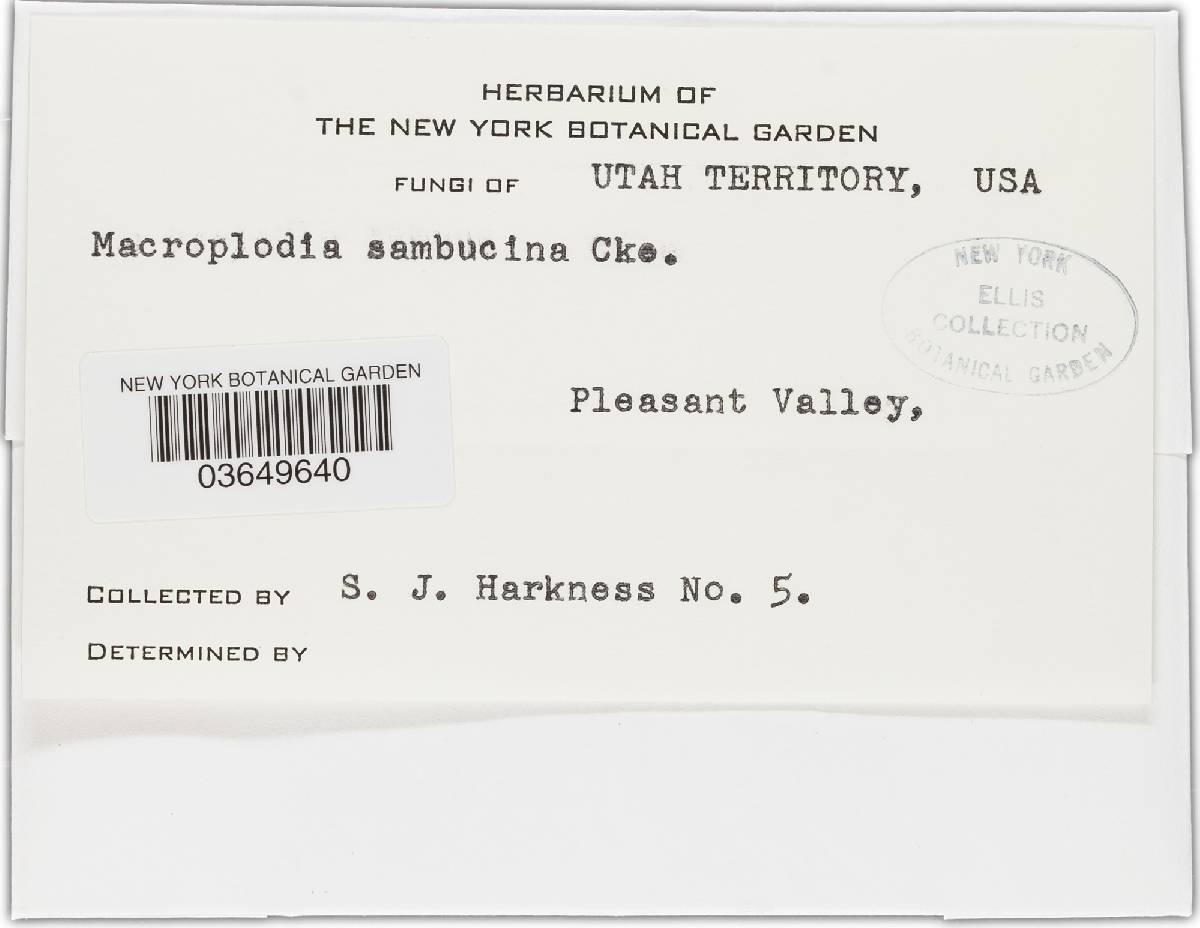 HERBARIUM OF
THE NEW YORK BOTANICAL GARDEN
FUNGI OF UTAH TERRITORY, USA
Macroplodia sambucina Cke.
NEW YORK
ELLIS
COLLECTION
BOTANICAL GARDEN
NEW YORK BOTANICAL GARDEN
03649640
Pleasant Valley,
COLLECTED BY S. J. Harkness No. 5.
DETERMINED BY